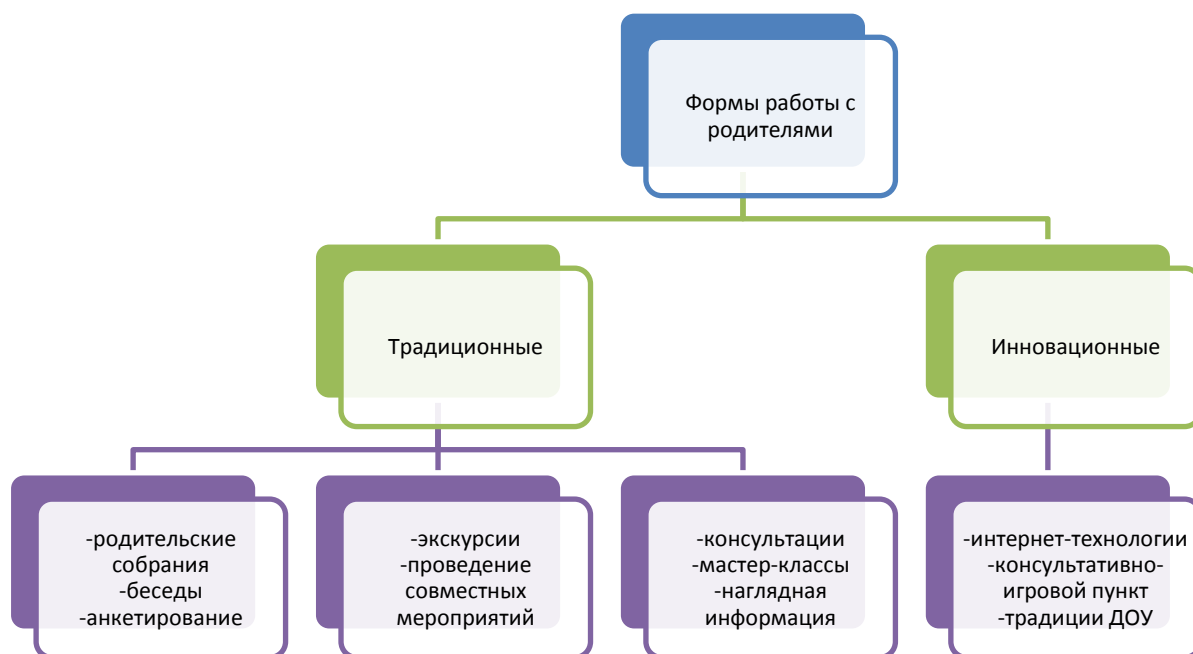 Формы работы с
родителями
Традиционные
Инновационные
-родительские
собрания
-беседы
-анкетирование
-экскурсии
-проведение
совместных
мероприятий
-консультации
-мастер-классы
-наглядная
информация
-интернет-технологии
-консультативно-
игровой пункт
-традиции ДОУ